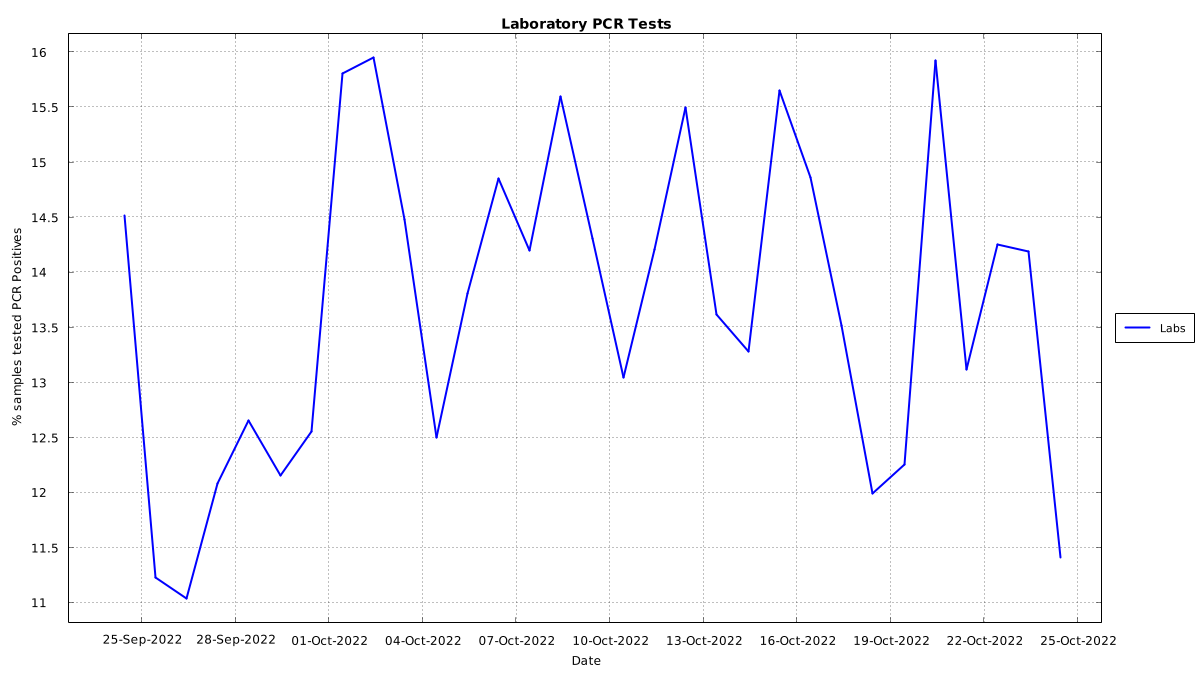 Laboratory PCR Tests
% samples tested PCR Positives
16
15.5
15
14.5
14
13.5
13
12.5
12
11.5
11
25-Sep-2022 28-Sep-2022 01-Oct-2022 04-Oct-2022 07-Oct-2022 10-Oct-2022 13-Oct-2022 16-Oct-2022 19-Oct-2022 22-Oct-2022 25-Oct-2022
Date
Labs